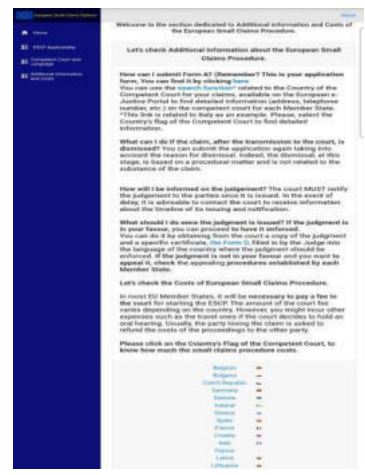 European Small Claims Platform
Home
ESCP Applicability
Competent Court and
Language
Additional Information
and Costs
Welcome to the section dedicated to Additional Information and Costs of
the European Small Claims Procedure.
Let's check Additional Information about the European Small
Claims Procedure.
How can I submit Form A? (Remember? This is your application
form. You can find it by clicking here
You can use the search function* related to the Country of the
Competent Court for your claims, available on the European e-
Justice Portal to find detailed information (address, telephone
number, etc.) on the competent court for each Member State.
*This link is related to Italy as an example. Please, select the
Country's flag of the Competent Court to find detailed
information.
What can I do if the claim, after the transmission to the court, is
dismissed? You can submit the application again taking into
account the reason for dismissal. Indeed, the dismissal, at this
stage, is based on a procedural matter and is not related to the
substance of the claim.
How will I be informed on the judgement? The court MUST notify
the judgement to the parties once it is issued. In the event of
delay, it is advisable to contact the court to receive information
about the timeline of its issuing and notification.
What should I do once the judgment is issued? If the judgment is
in your favour, you can proceed to have it enforced.
You can do it by obtaining from the court a copy of the judgment
and a specific certificate, the Form D, filled in by the Judge into
the language of the country where the judgment should be
enforced. If the judgment is not in your favour and you want to
appeal it, check the appealing procedures established by each
Member State.
Let's check the Costs of European Small Claims Procedure.
In most EU Member States, it will be necessary to pay a fee to
the court for starting the ESCP. The amount of the court fee
varies depending on the country. However, you might incur other
expenses such as the travel ones if the court decides to hold an
oral hearing. Usually, the party losing the claim is asked to
refund the costs of the proceedings to the other party.
Please click on the Country's Flag of the Competent Court, to
know how much the small claims procedure costs.
Belgium
Bulgaria
Czech Republic
Germany
Estonia
Ireland
Greece
Spain
France
Croatia
Italy
Cyprus
Latvia
Lithuania